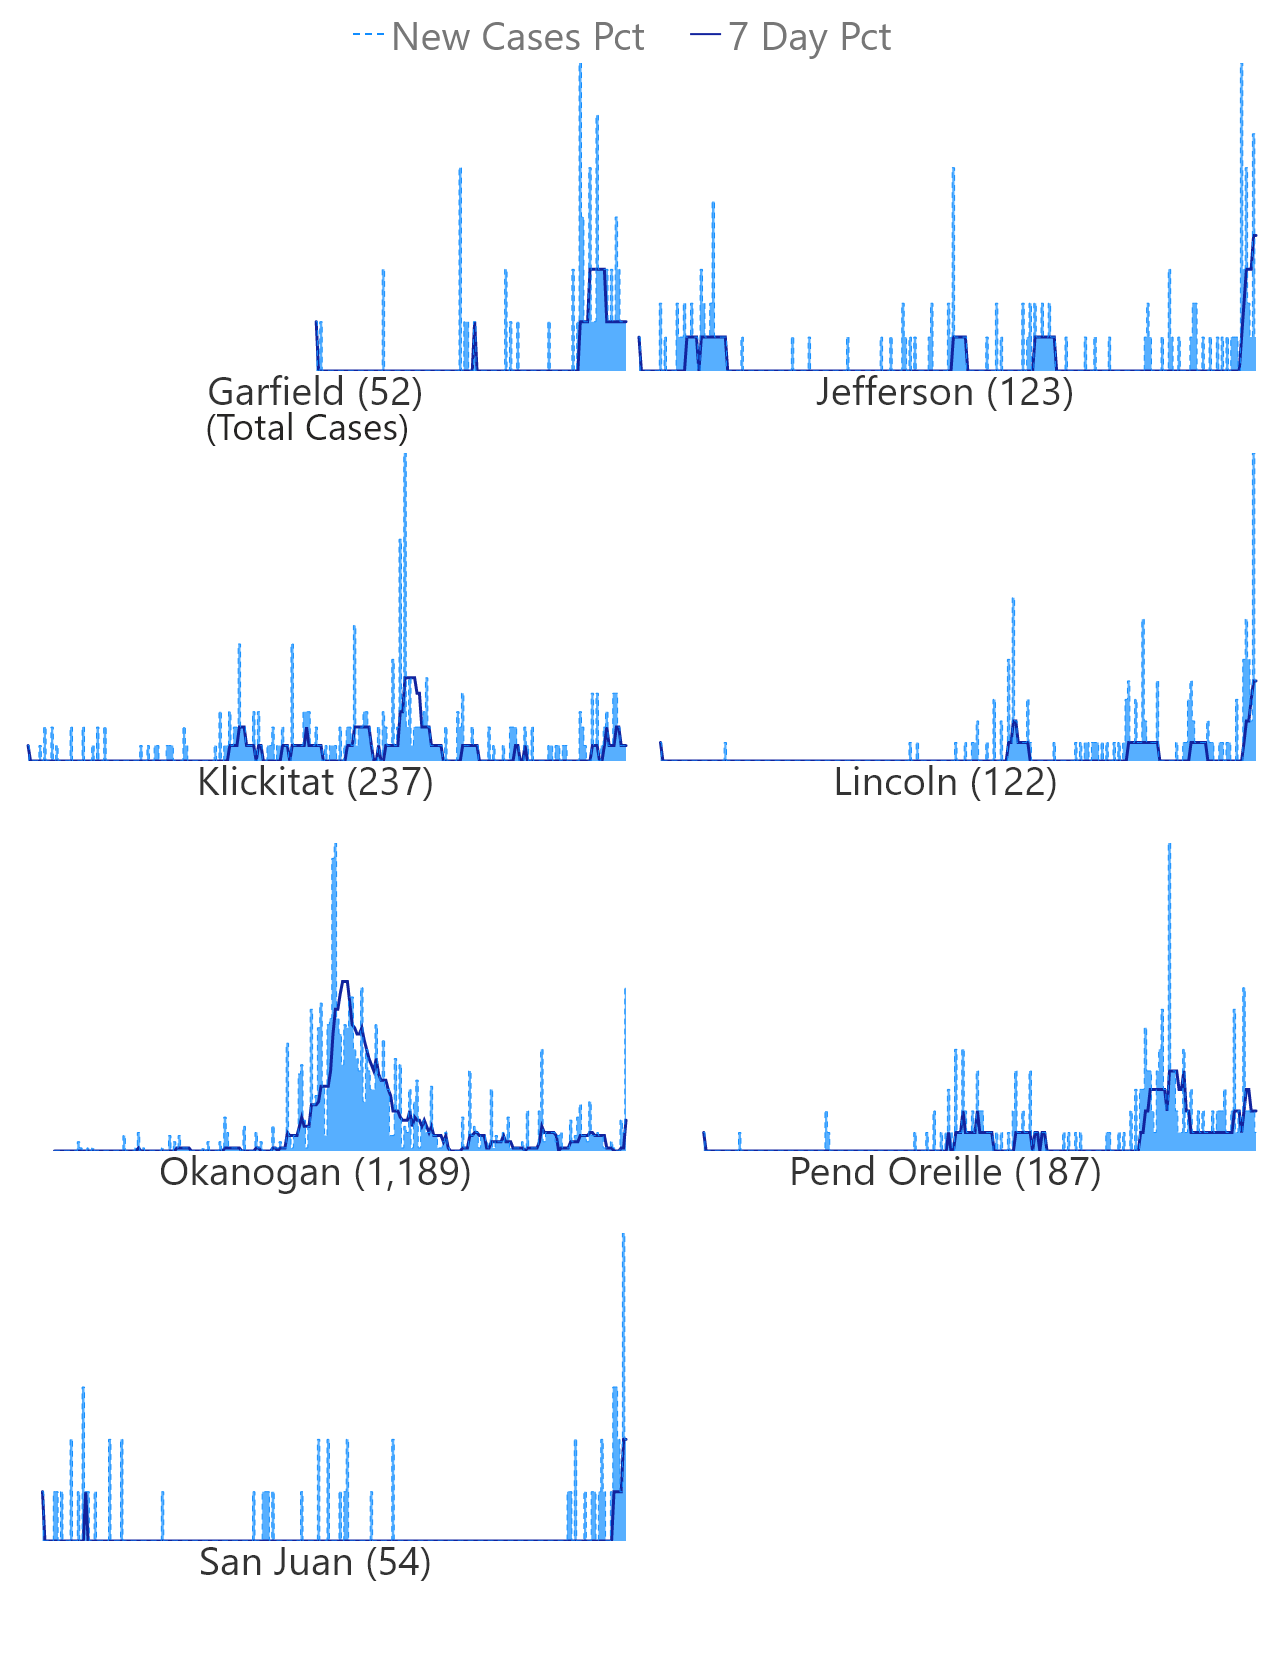 New Cases Pct 7 Day Pct
Garfield (52)
(Total Cases)
Jefferson (123)
Klickitat (237)
Lincoln (122)
Okanogan (1,189)
Pend Oreille (187)
San Juan (54)